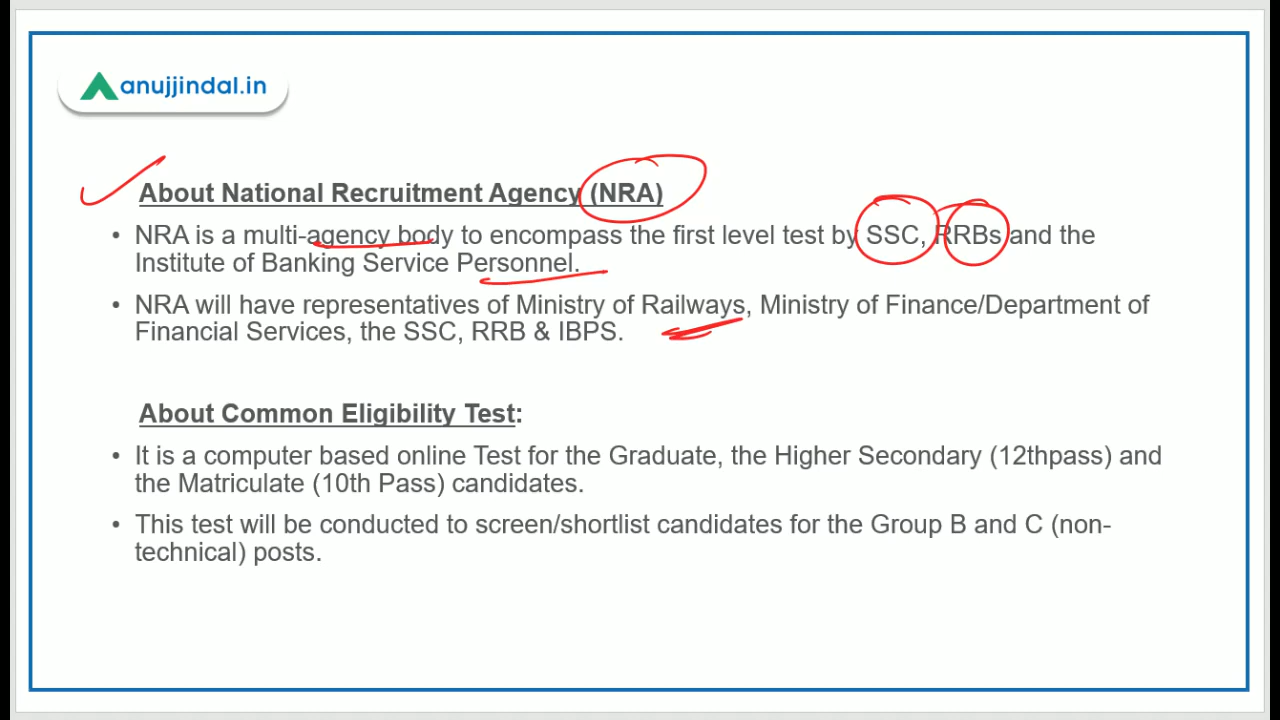 anujjindal.in
About National Recruitment Agency (NRA)
• NRA is a multi-agency body to encompass the first level test by SSC, RRBs and the
Institute of Banking Service Personnel.
• NRA will have representatives of Ministry of Railways, Ministry of Finance/Department of
Financial Services, the SSC, RRB & IBPS.
About Common Eligibility Test:
• It is a computer based online Test for the Graduate, the Higher Secondary (12thpass) and
the Matriculate (10th Pass) candidates.
• This test will be conducted to screen/shortlist candidates for the Group B and C (non-
technical) posts.